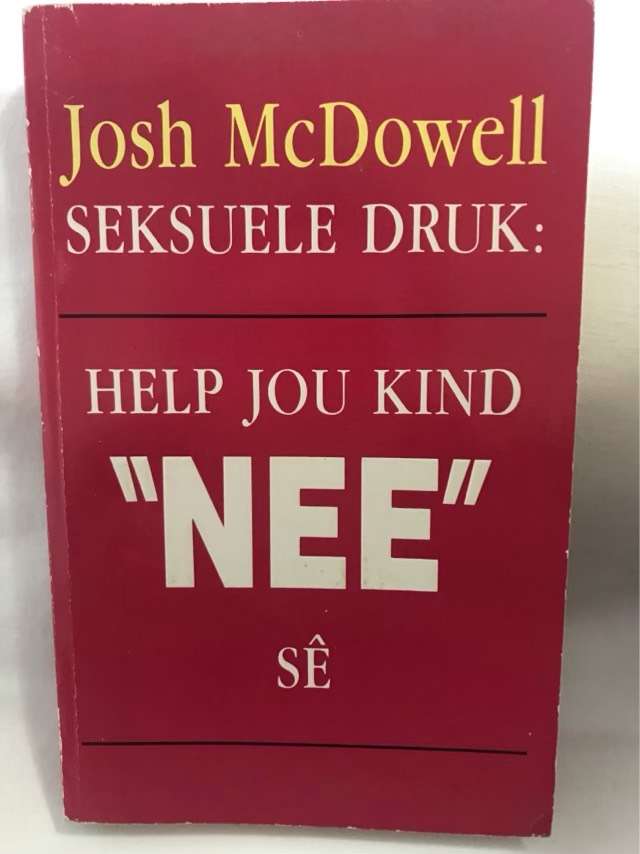 Josh McDowell
SEKSUELE DRUK:
HELP JOU KIND
"NEE"
SÊ